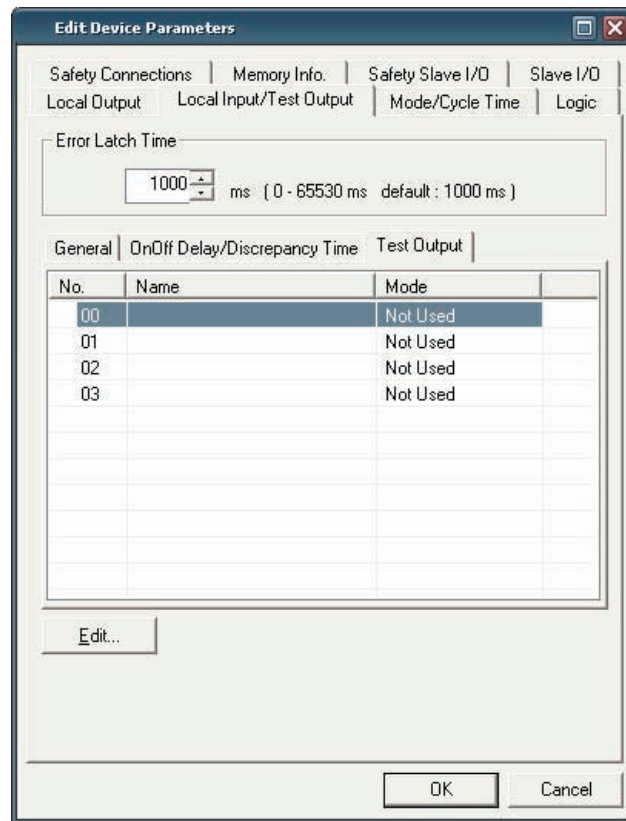 Edit Device Parameters
Safety Connections Memory Info. Safety Slave I/O Slave I/O
Local Output Local Input/Test Output Mode/Cycle Time Logic
Error Latch Time
1000 ms ( 0 - 65530 ms default : 1000 ms )
General OnOff Delay/Discrepancy Time Test Output
No. Name Mode
00 Not Used
01 Not Used
02 Not Used
03 Not Used
Edit...
OK Cancel